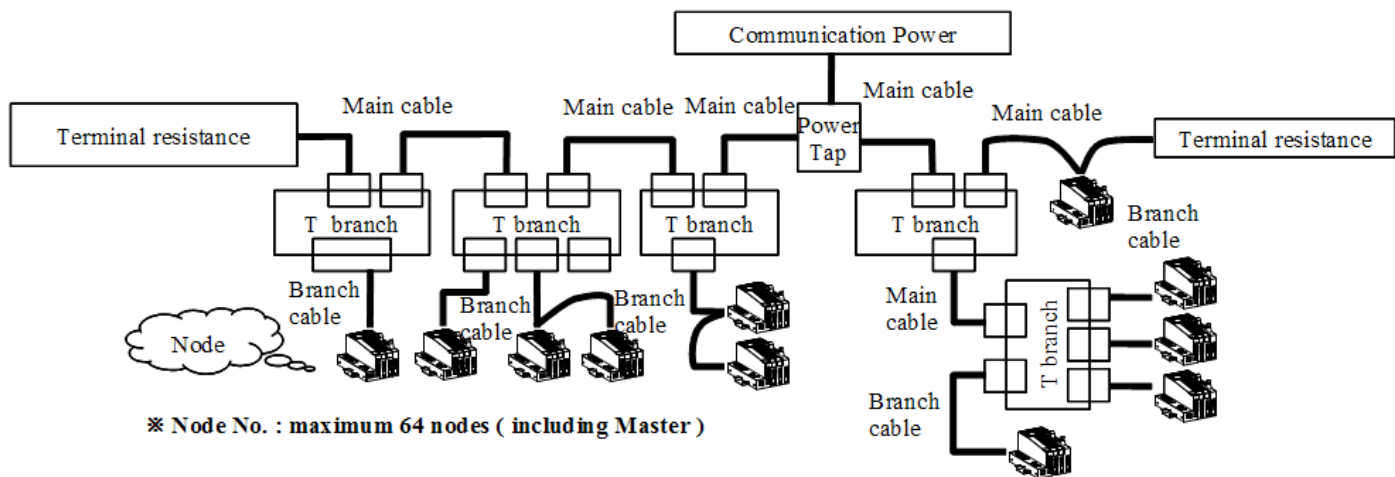 Communication Power
Main cable
Main cable
Main cable
Main cable
Main cable
Terminal resistance
Power
Tap
Terminal resistance
T branch
T branch
T branch
T branch
Branch
cable
Branch
cable
Branch
cable
Branch
cable
Main
cable
T branch
Node
Branch
cable
※ Node No. : maximum 64 nodes ( including Master )